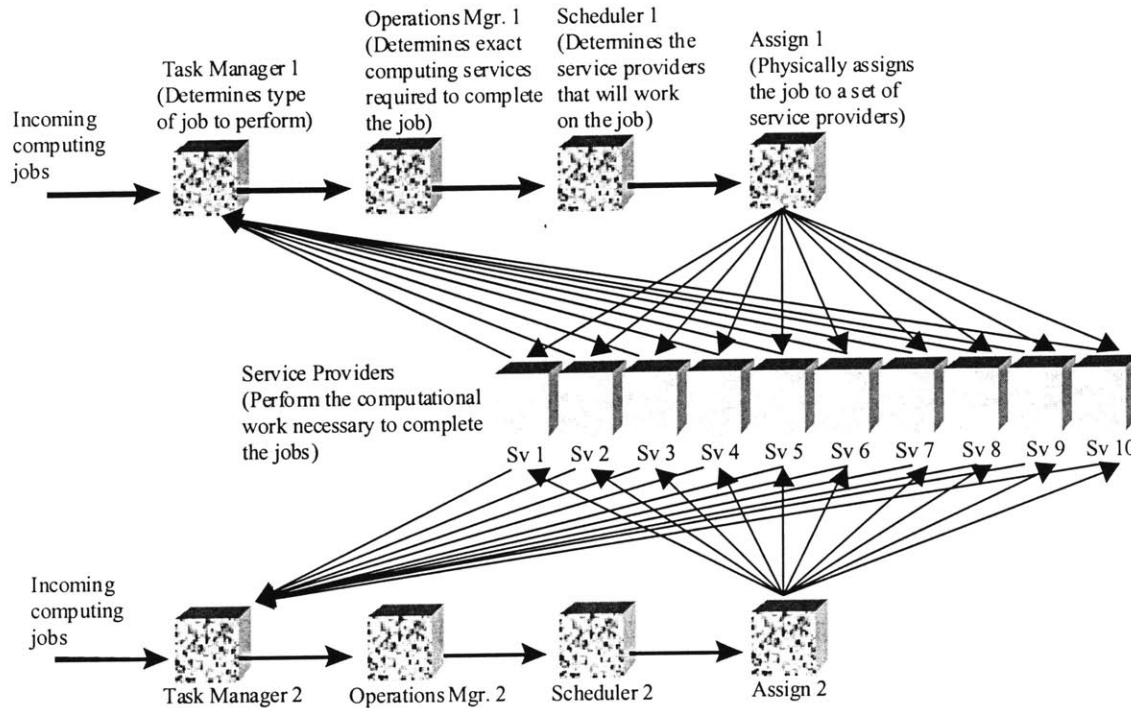 Incoming
computing
jobs
Task Manager 1
(Determines type
of job to perform)
Operations Mgr. 1
(Determines exact
computing services
required to complete
the job)
Scheduler 1
(Determines the
service providers
that will work
on the job)
Assign 1
(Physically assigns
the job to a set of
service providers)
Service Providers
(Perform the computational
work necessary to complete
the jobs)
Sv 1
Sv 2
Sv 3
Sv 4
Sv 5
Sv 6
Sv 7
Sv 8
Sv 9
Sv 10
Incoming
computing
jobs
Task Manager 2
Operations Mgr. 2
Scheduler 2
Assign 2